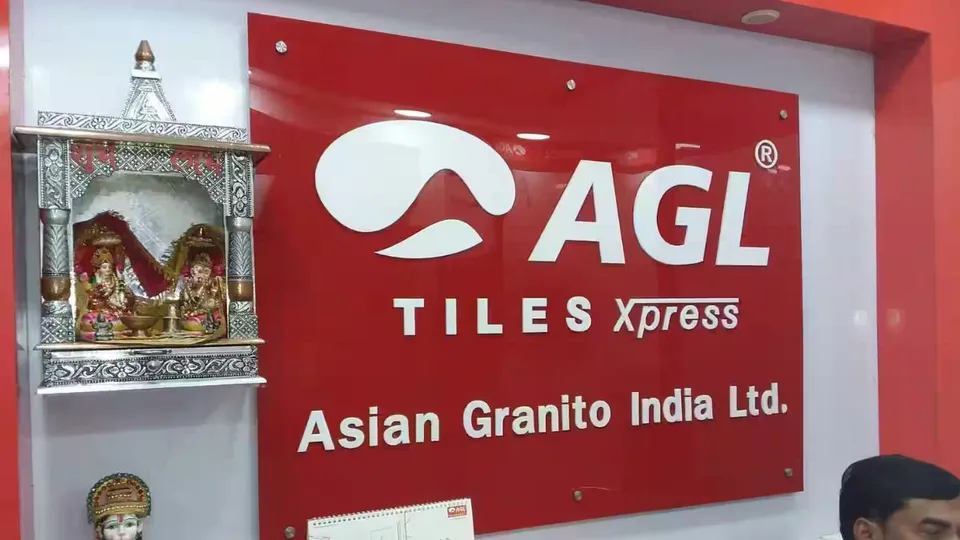 शुभ लाभ
AGL®
TILES Xpress
Asian Granito India Ltd.